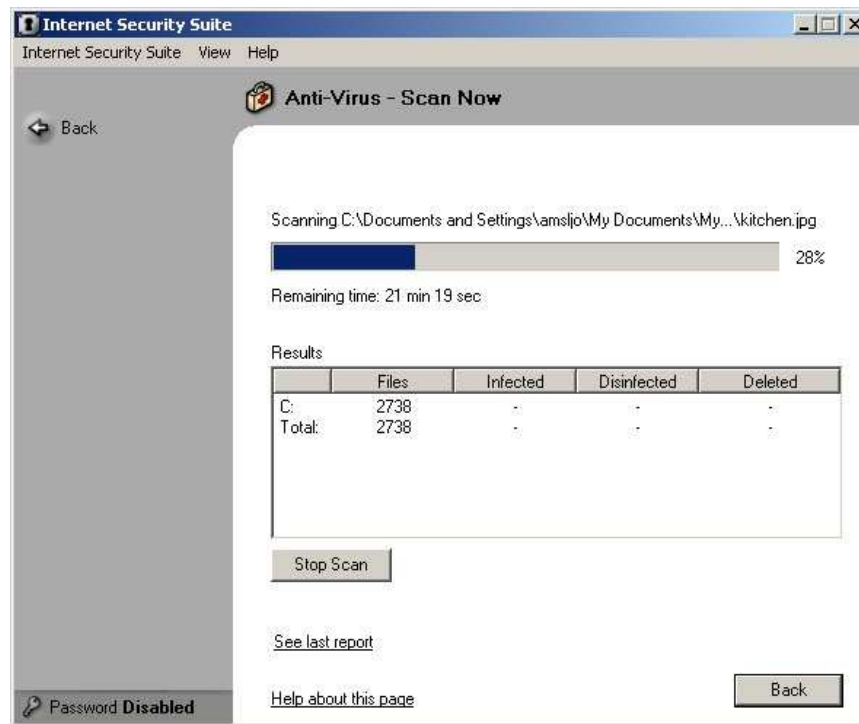 Internet Security Suite
Internet Security Suite View Help
Anti-Virus - Scan Now
Back
Scanning C:\Documents and Settings\amsljo\My Documents\My...\kitchen.jpg
28%
Remaining time: 21 min 19 sec
Results
Files Infected Disinfected Deleted
C: 2738 - - -
Total: 2738 - - -
Stop Scan
See last report
Help about this page
Back
Password Disabled